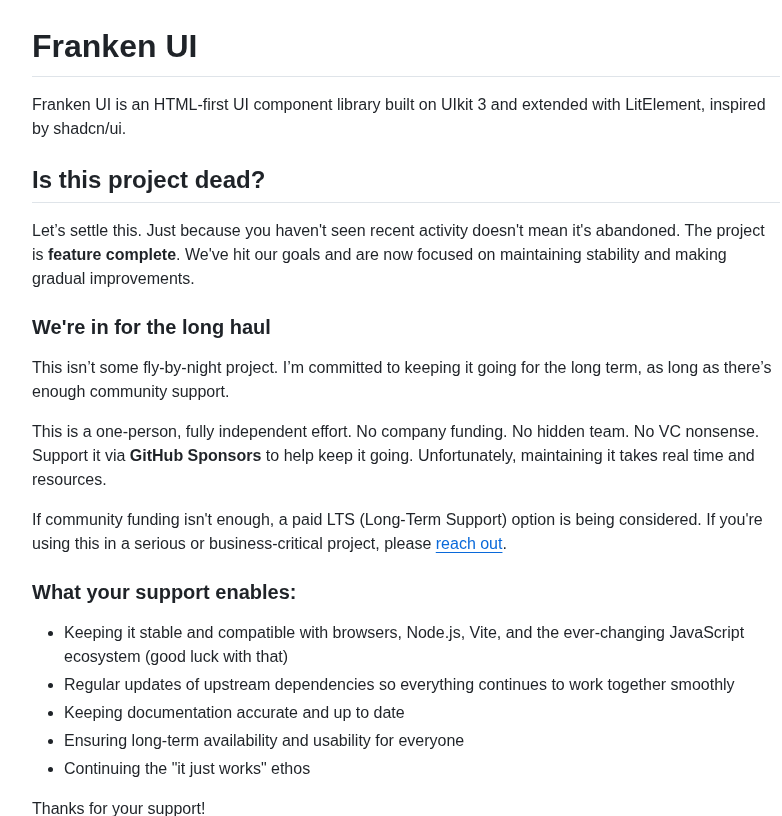 Franken UI
Franken UI is an HTML-first UI component library built on UIkit 3 and extended with LitElement, inspired
by shadcn/ui.
Is this project dead?
Let’s settle this. Just because you haven't seen recent activity doesn't mean it's abandoned. The project
is feature complete. We've hit our goals and are now focused on maintaining stability and making
gradual improvements.
We're in for the long haul
This isn’t some fly-by-night project. I’m committed to keeping it going for the long term, as long as there’s
enough community support.
This is a one-person, fully independent effort. No company funding. No hidden team. No VC nonsense.
Support it via GitHub Sponsors to help keep it going. Unfortunately, maintaining it takes real time and
resources.
If community funding isn't enough, a paid LTS (Long-Term Support) option is being considered. If you're
using this in a serious or business-critical project, please reach out.
What your support enables:
• Keeping it stable and compatible with browsers, Node.js, Vite, and the ever-changing JavaScript
ecosystem (good luck with that)
• Regular updates of upstream dependencies so everything continues to work together smoothly
• Keeping documentation accurate and up to date
• Ensuring long-term availability and usability for everyone
• Continuing the "it just works" ethos
Thanks for your support!